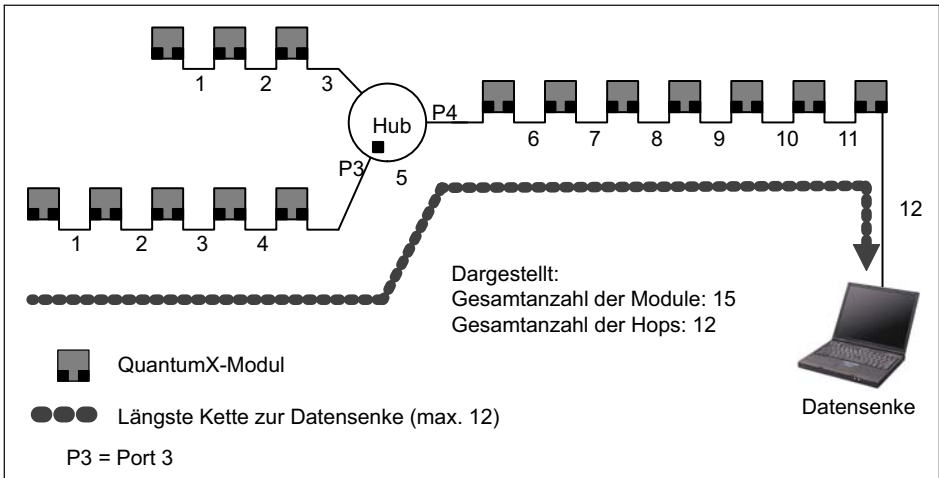 1 2 3
Hub
P4
6 7 8 9 10 11
P3
5
1 2 3 4
12
Dargestellt:
Gesamtanzahl der Module: 15
Gesamtanzahl der Hops: 12
QuantumX-Modul
Datensenke
Längste Kette zur Datensenke (max. 12)
P3 = Port 3